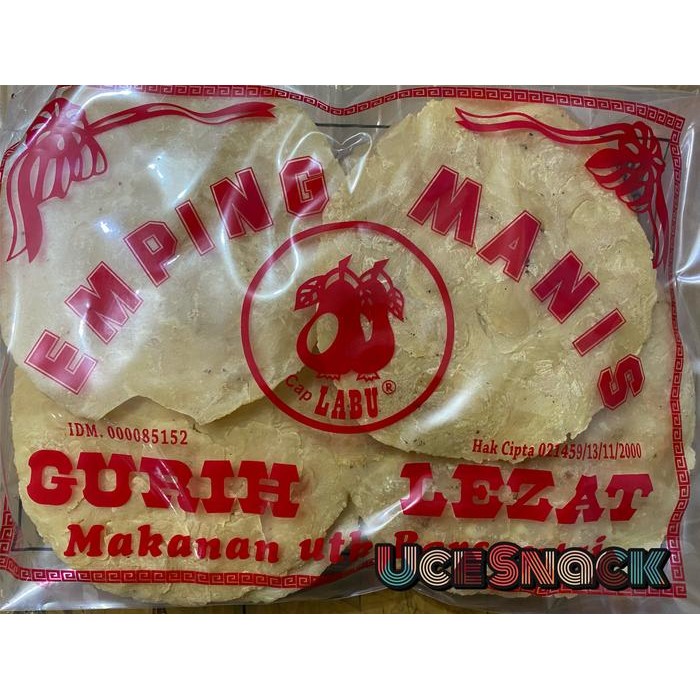 EMPING MANIS
Cap LABU ®
IDM. 000085152
Hak Cipta 021459/13/11/2000
GURIH LEZAT
Makanan utk
UCESNACK